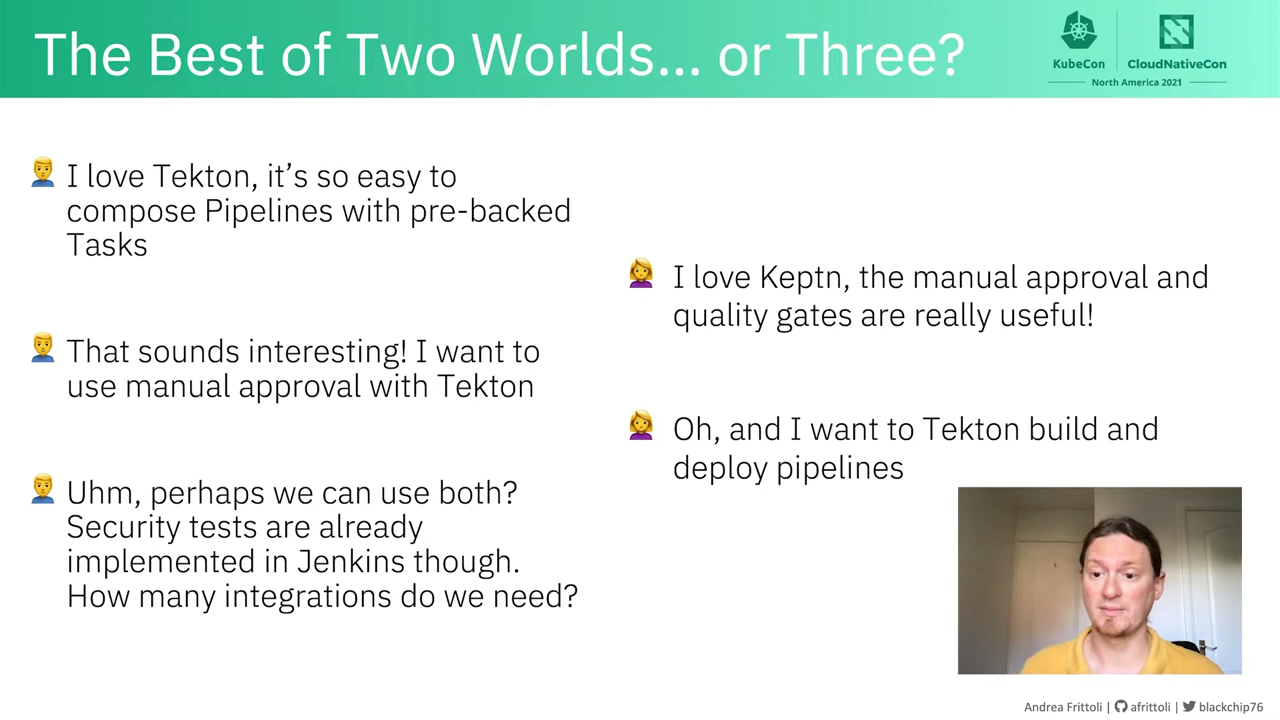 The Best of Two Worlds... or Three?
KubeCon
CloudNativeCon
North America 2021
I love Tekton, it's so easy to
compose Pipelines with pre-backed
Tasks
I love Keptn, the manual approval and
quality gates are really useful!
That sounds interesting! I want to
use manual approval with Tekton
Oh, and I want to Tekton build and
deploy pipelines
Uhm, perhaps we can use both?
Security tests are already
implemented in Jenkins though.
How many integrations do we need?
Andrea Frittoli | afrittoli | blackchip76